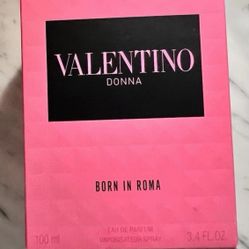 VALENTINO
DONNA
BORN IN ROMA
EAU DE PARFUM
VAPORISATEUR SPRAY
100 ml 3.4 FL.OZ